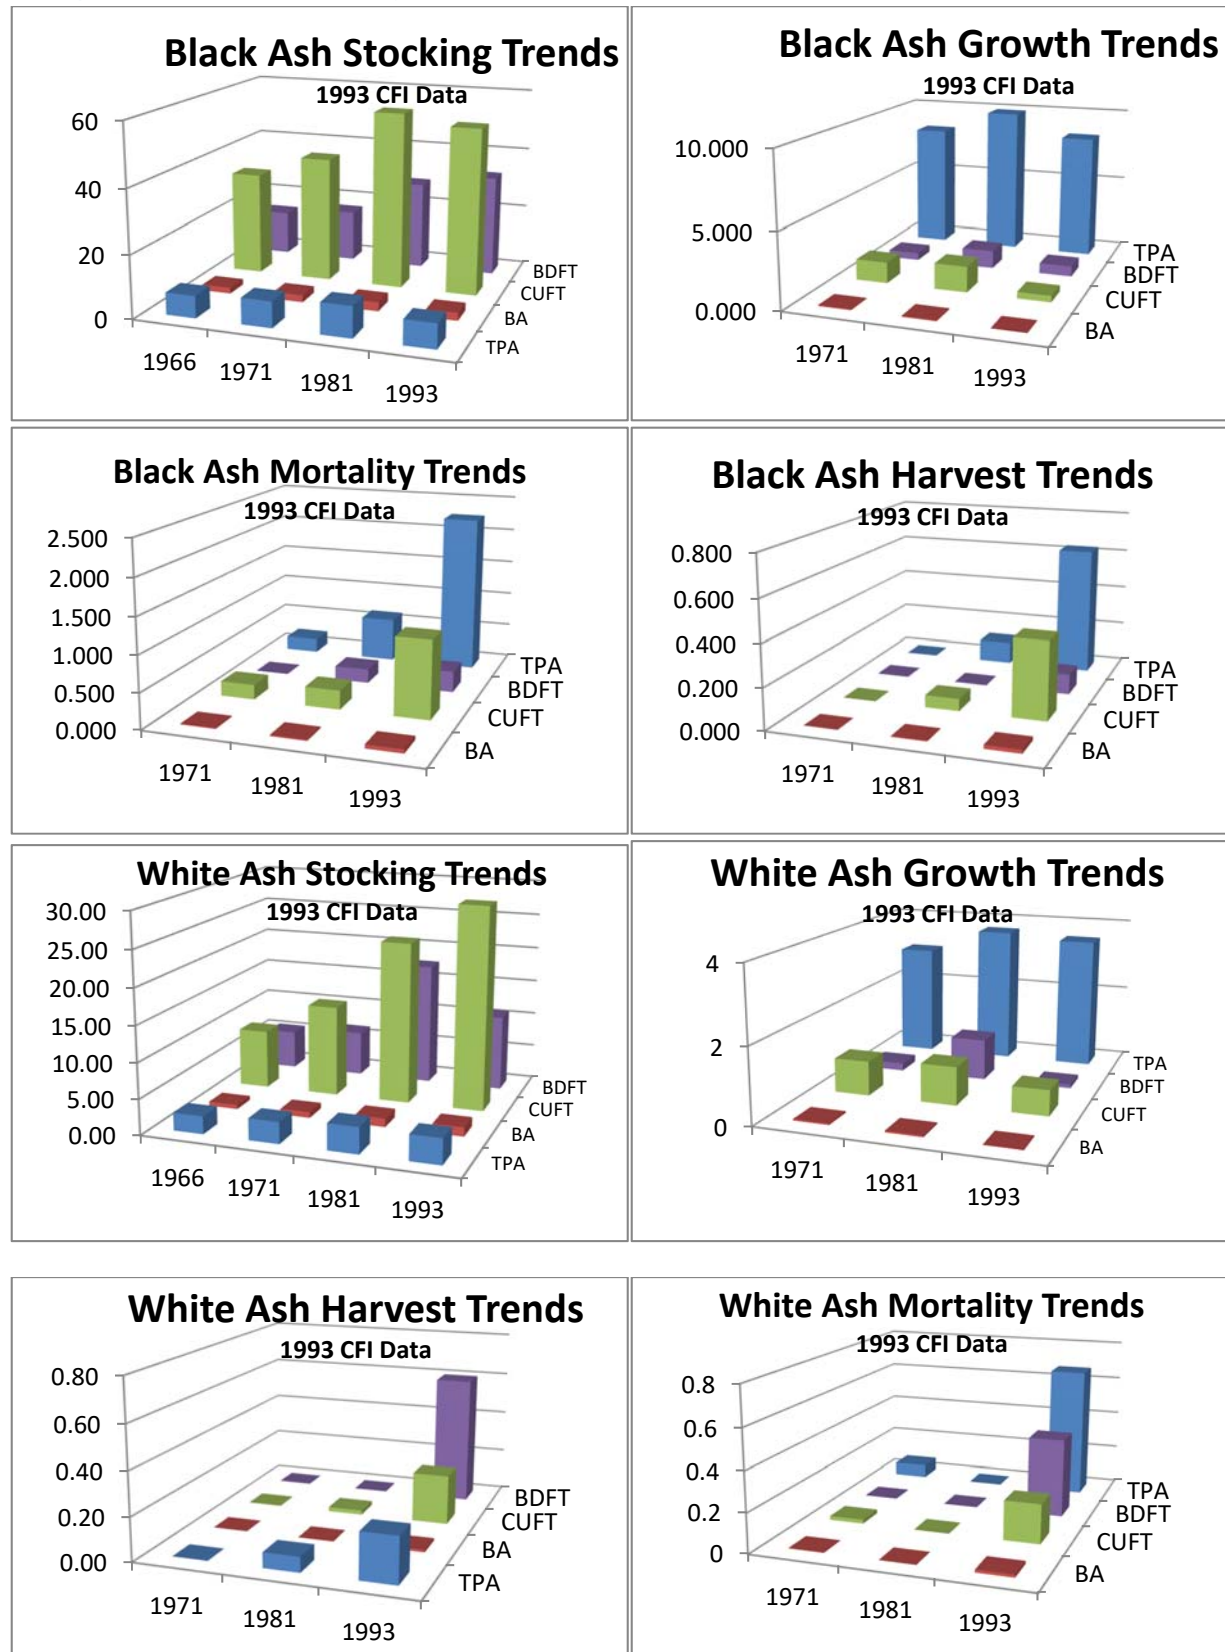 Black Ash Stocking Trends
1993 CFI Data
60
40
20
0
1966
1971
1981
1993
BDFT
CUFT
BA
TPA
Black Ash Growth Trends
1993 CFI Data
10.000
5.000
0.000
1971
1981
1993
TPA
BDFT
CUFT
BA
Black Ash Mortality Trends
1993 CFI Data
2.500
2.000
1.500
1.000
0.500
0.000
1971
1981
1993
TPA
BDFT
CUFT
BA
Black Ash Harvest Trends
1993 CFI Data
0.800
0.600
0.400
0.200
0.000
1971
1981
1993
TPA
BDFT
CUFT
BA
White Ash Stocking Trends
1993 CFI Data
30.00
25.00
20.00
15.00
10.00
5.00
0.00
1966
1971
1981
1993
BDFT
CUFT
BA
TPA
White Ash Growth Trends
1993 CFI Data
4
2
0
1971
1981
1993
TPA
BDFT
CUFT
BA
White Ash Harvest Trends
1993 CFI Data
0.80
0.60
0.40
0.20
0.00
1971
1981
1993
BDFT
CUFT
BA
TPA
White Ash Mortality Trends
1993 CFI Data
0.8
0.6
0.4
0.2
0
1971
1981
1993
TPA
BDFT
CUFT
BA